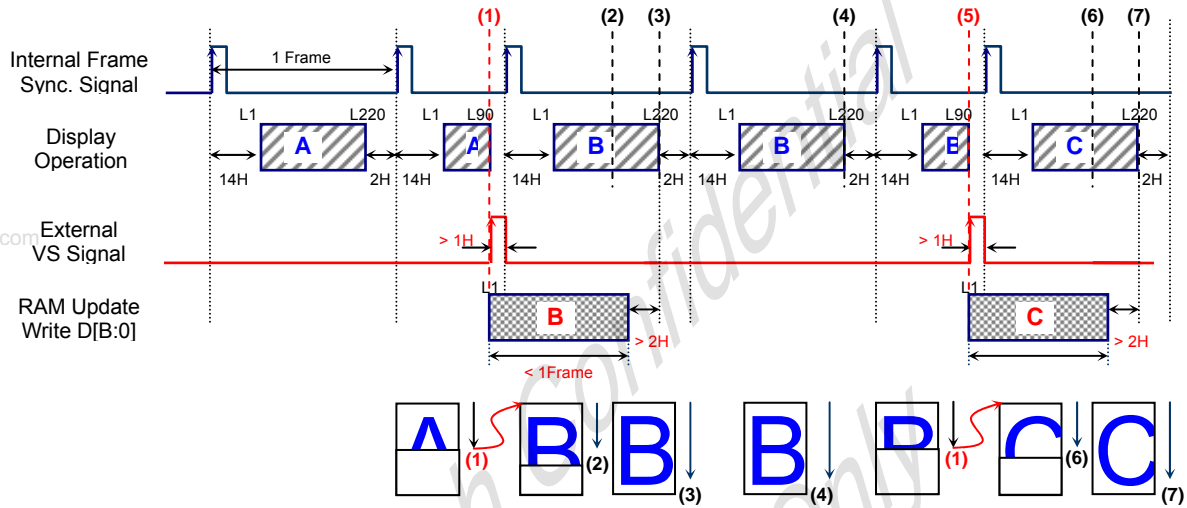 (1) (2) (3) (4) (5) (6) (7)
Internal Frame
Sync. Signal
1 Frame
Display
Operation
L1 L220 L1 L90 L1 L220 L1 L220 L1 L90 L1 L220
A A B B B C
14H 2H 14H 14H 2H 14H 2H 14H 14H 2H
External
VS Signal
com
> 1H > 1H
RAM Update
Write D[B:0]
L1 L1
B C
> 2H > 2H
< 1Frame
A B B B B C C
(1) (2) (3) (4) (1) (6) (7)
Confidential
only